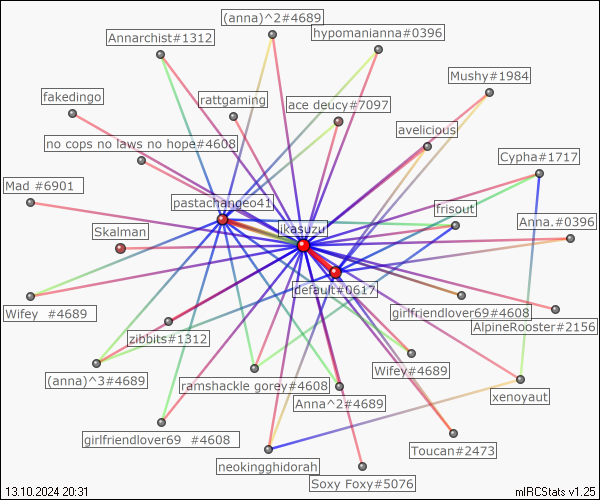 (anna)^2#4689
Annarchist#1312
hypomanianna#0396
Mushy#1984
fakedingo
rattgaming
ace deucy#7097
avelicious
no cops no laws no hope#4608
Cypha#1717
Mad #6901
pastachangeo41
frisout
Anna.#0396
Skalman
ikasuzu
default#0617
Wifey  #4689
girlfriendlover69#4608
AlpineRooster#2156
zibbits#1312
Wifey#4689
(anna)^3#4689
ramshackle gorey#4608
xenoyaut
Anna^2#4689
girlfriendlover69  #4608
Toucan#2473
neokingghidorah
Soxy Foxy#5076
13.10.2024 20:31
mIRCStats v1.25